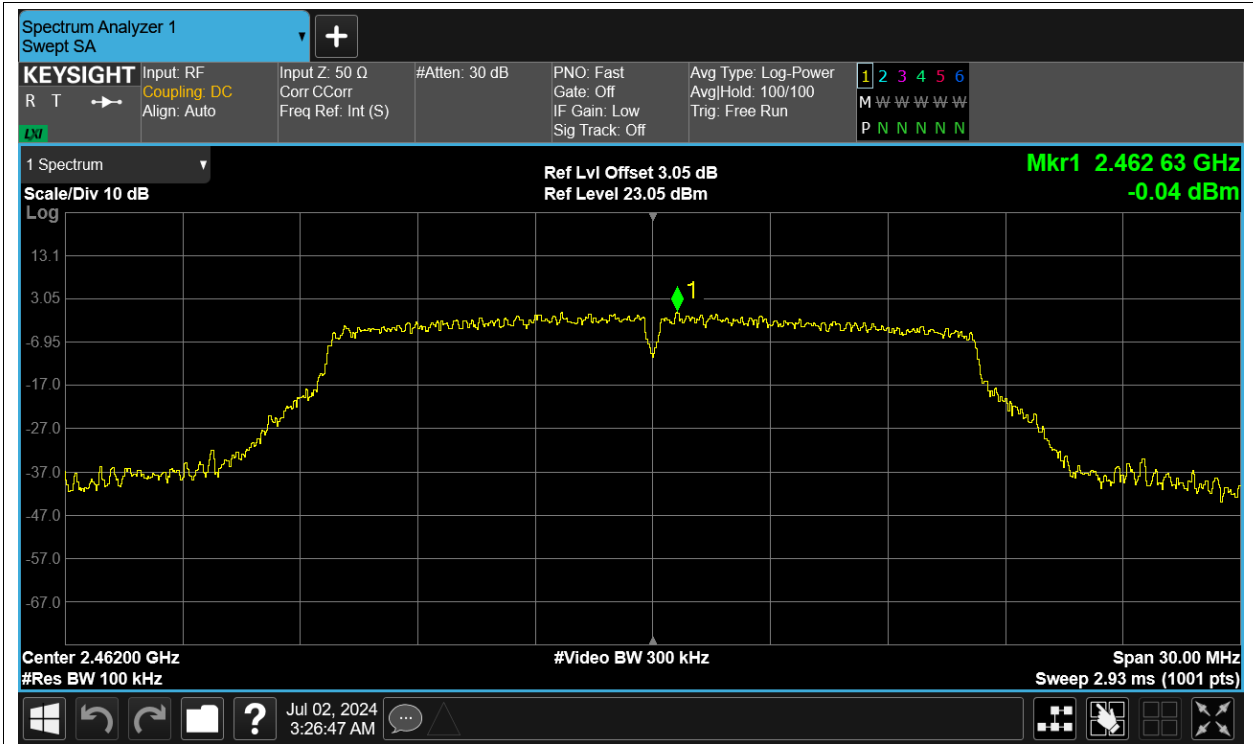 Spectrum Analyzer 1
Swept SA
+
KEYSIGHT
R T
LXI
Input: RF
Coupling: DC
Align: Auto
Input Z: 50 Ω
Corr CCorr
Freq Ref: Int (S)
#Atten: 30 dB
PNO: Fast
Gate: Off
IF Gain: Low
Sig Track: Off
Avg Type: Log-Power
Avg|Hold: 100/100
Trig: Free Run
1 2 3 4 5 6
M W W W W W
P N N N N N
1 Spectrum
Scale/Div 10 dB
Ref Lvl Offset 3.05 dB
Ref Level 23.05 dBm
Mkr1 2.462 63 GHz
-0.04 dBm
Log
13.1
3.05
-6.95
-17.0
-27.0
-37.0
-47.0
-57.0
-67.0
1
Center 2.46200 GHz
#Res BW 100 kHz
#Video BW 300 kHz
Span 30.00 MHz
Sweep 2.93 ms (1001 pts)
?
Jul 02, 2024
3:26:47 AM